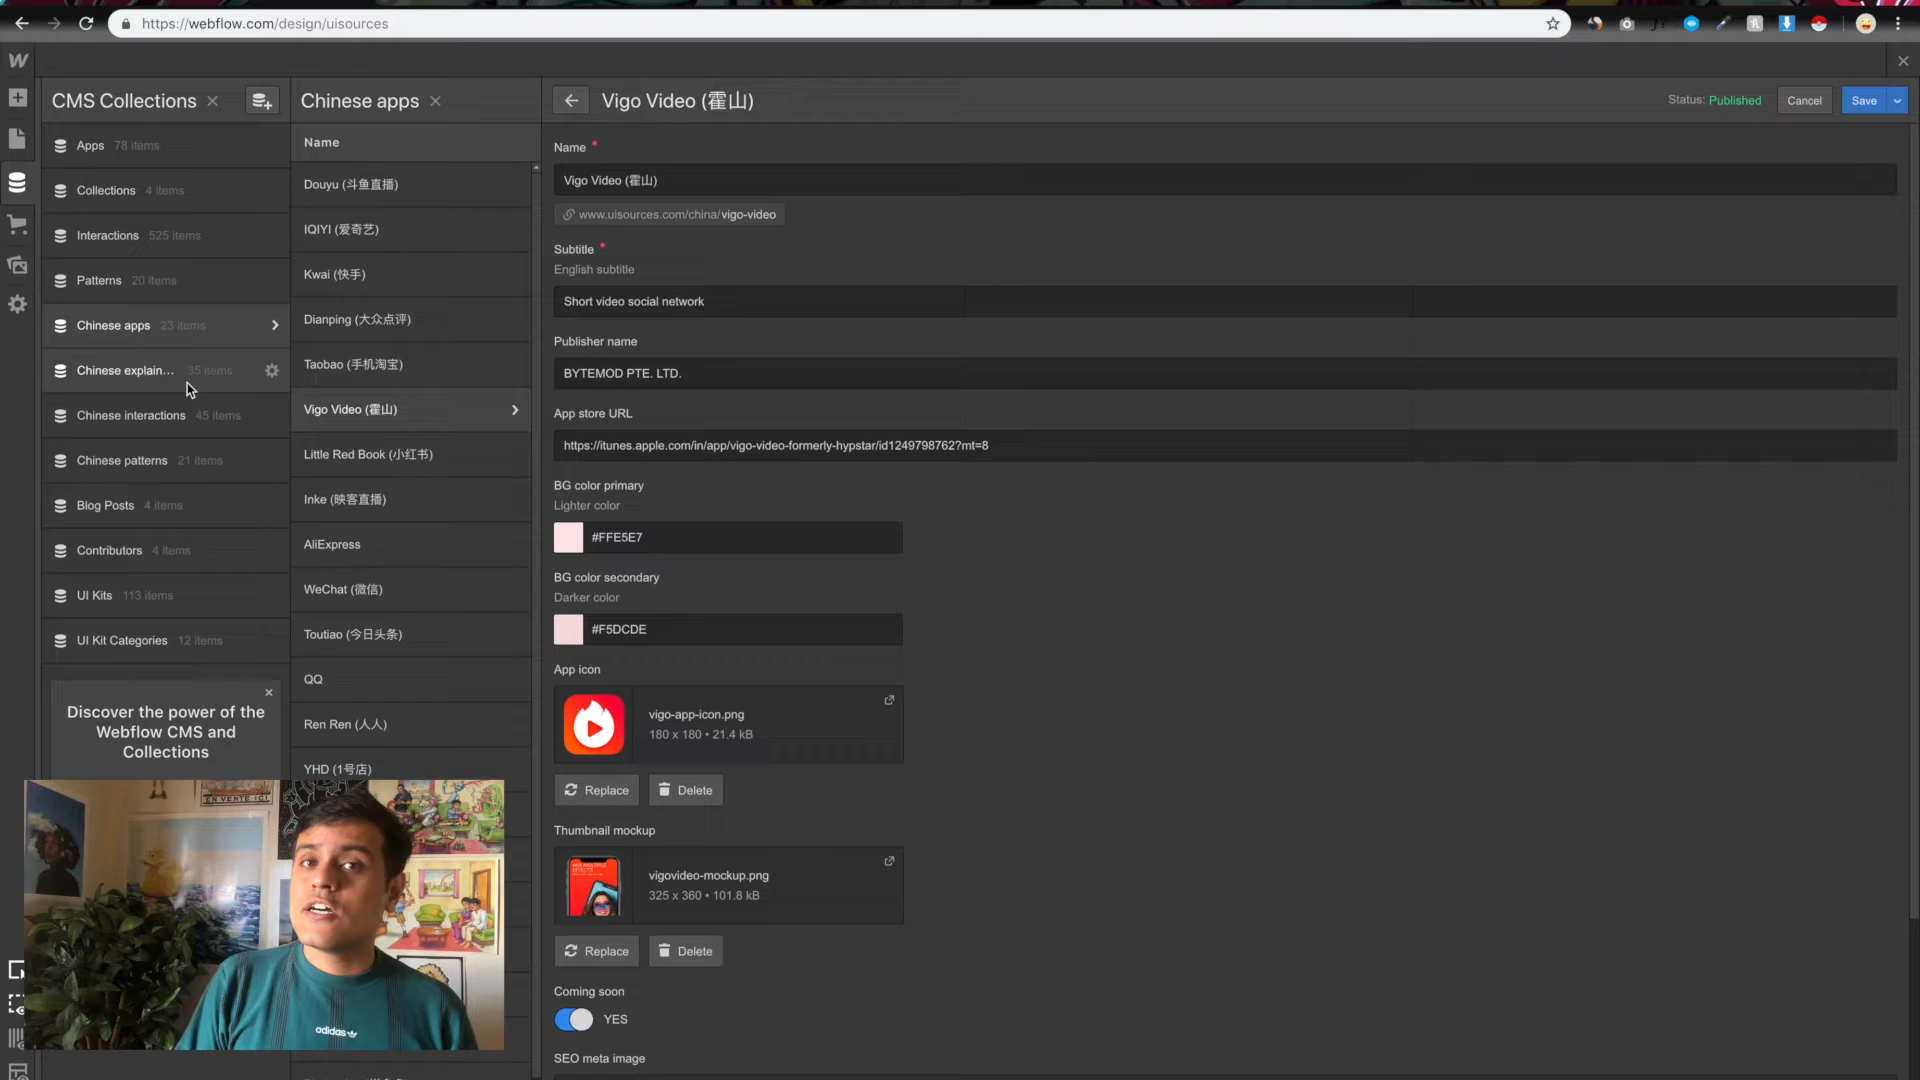 https://webflow.com/design/uisources
CMS Collections
Apps 78 items
Collections 4 items
Interactions 525 items
Patterns 20 items
Chinese apps 23 items
Chinese explain... 35 items
Chinese interactions 45 items
Chinese patterns 21 items
Blog Posts 4 items
Contributors 4 items
UI Kits 113 items
UI Kit Categories 12 items
Discover the power of the
Webflow CMS and
Collections
Chinese apps
Name
Douyu (斗鱼直播)
IQIYI (爱奇艺)
Kwai (快手)
Dianping (大众点评)
Taobao (手机淘宝)
Vigo Video (霍山)
Little Red Book (小红书)
Inke (映客直播)
AliExpress
WeChat (微信)
Toutiao (今日头条)
QQ
Ren Ren (人人)
YHD (1号店)
Vigo Video (霍山)
Status: Published
Cancel
Save
Name *
Vigo Video (霍山)
www.uisources.com/china/vigo-video
Subtitle *
English subtitle
Short video social network
Publisher name
BYTEMOD PTE. LTD.
App store URL
https://itunes.apple.com/in/app/vigo-video-formerly-hypstar/id1249798762?mt=8
BG color primary
Lighter color
#FFE5E7
BG color secondary
Darker color
#F5DCDE
App icon
vigo-app-icon.png
180 x 180 • 21.4 kB
Replace
Delete
Thumbnail mockup
vigovideo-mockup.png
325 x 360 • 101.8 kB
Replace
Delete
Coming soon
YES
SEO meta image
EN VENTE ICI
adidas